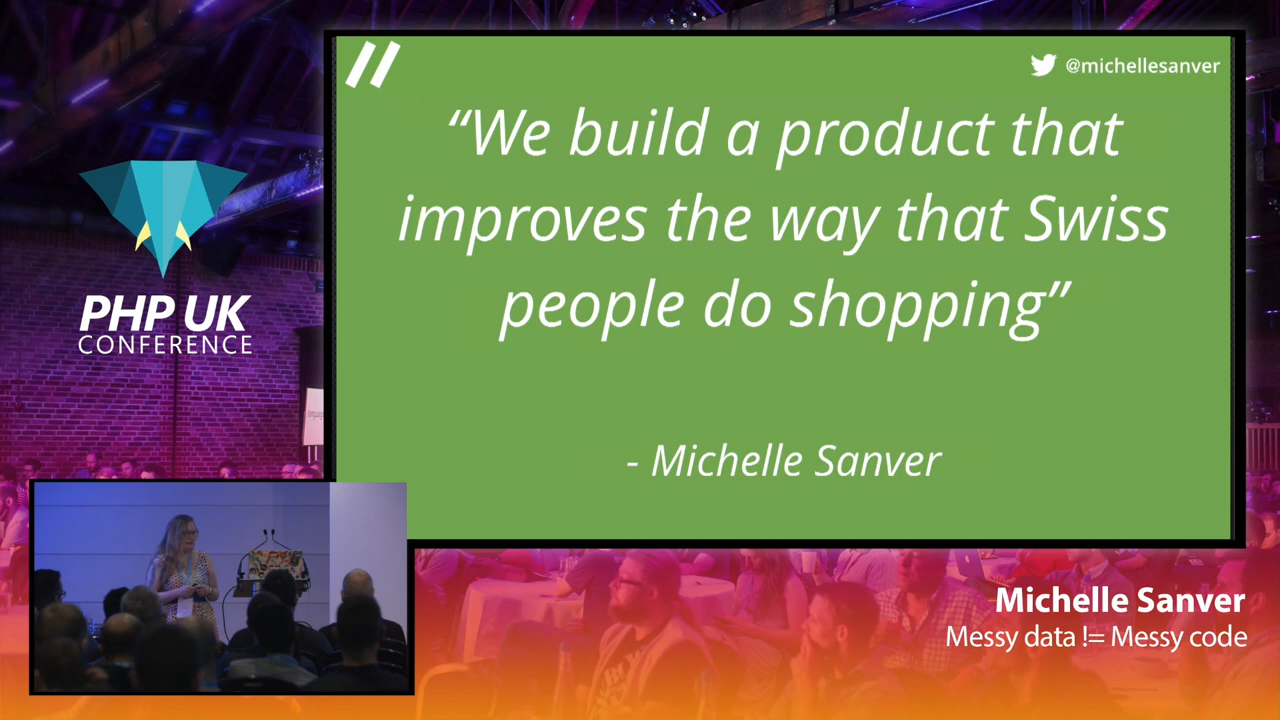 @michellesanver
“We build a product that
improves the way that Swiss
people do shopping”
- Michelle Sanver
PHP UK
CONFERENCE
Michelle Sanver
Messy data != Messy code